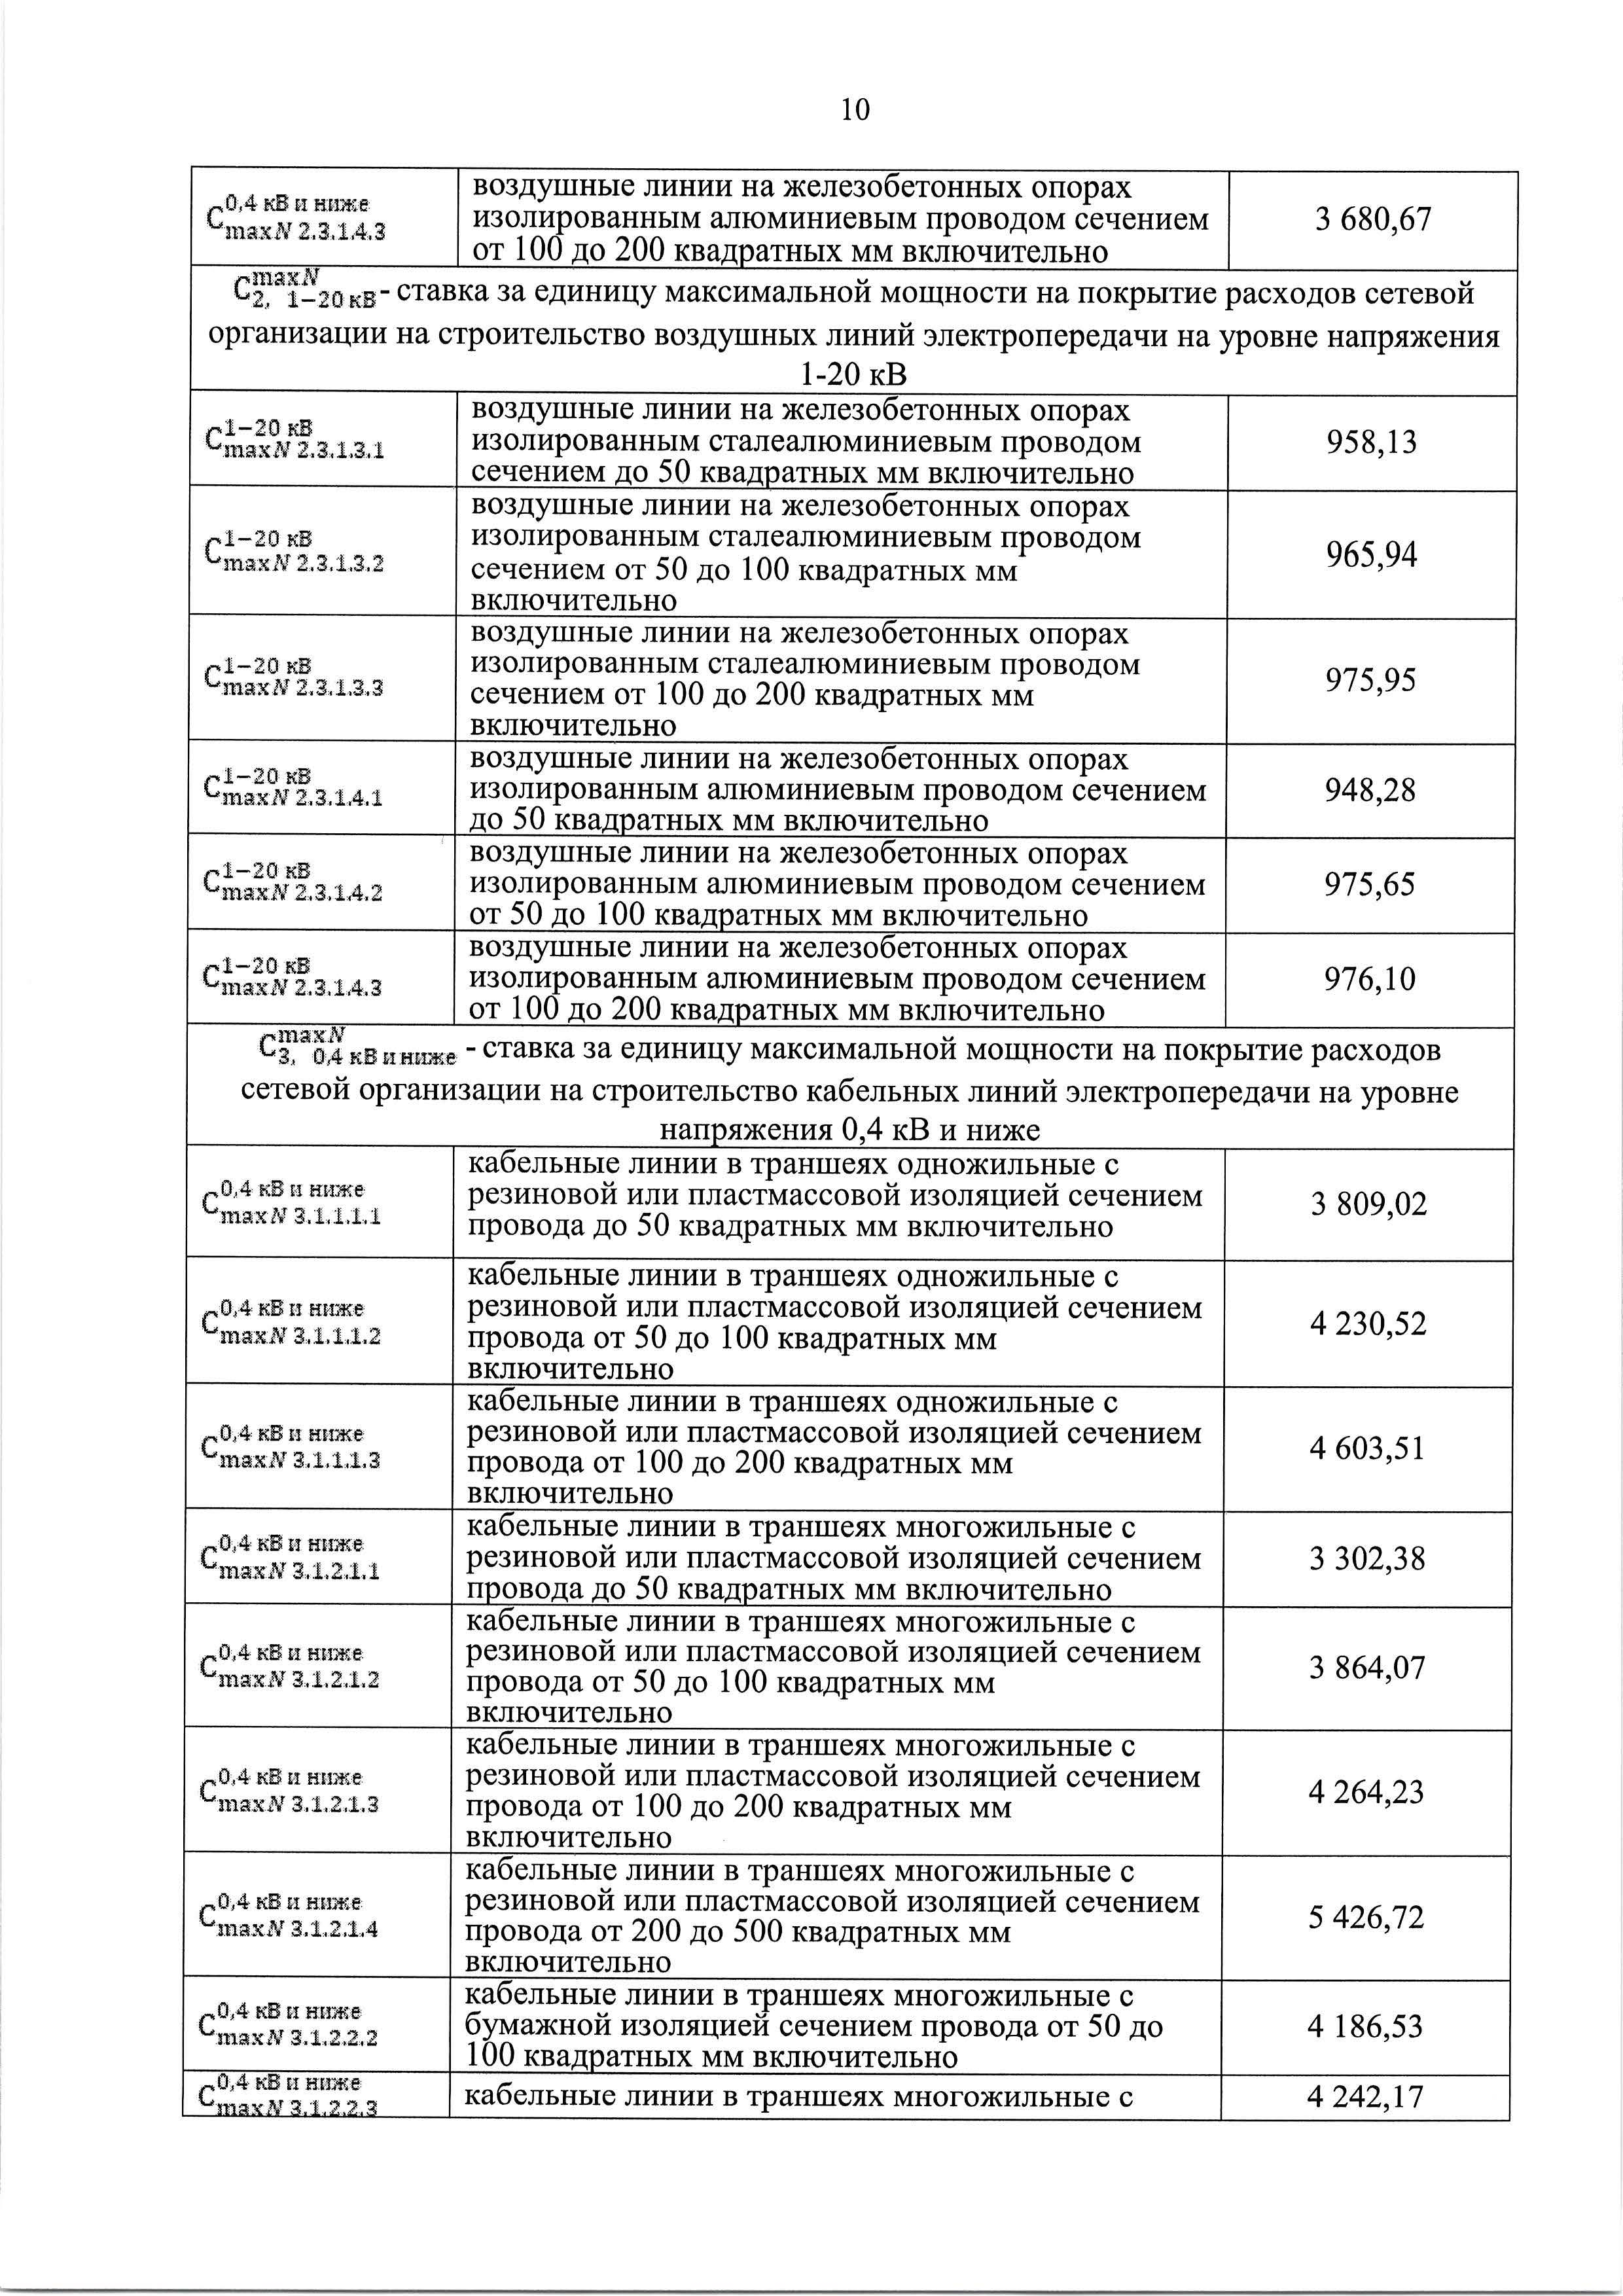 10
C 0,4 кВ и ниже maxN 2.3.1.4.3
воздушные линии на железобетонных опорах
изолированным алюминиевым проводом сечением
от 100 до 200 квадратных мм включительно
3 680,67
C maxN 2, 1–20 кВ - ставка за единицу максимальной мощности на покрытие расходов сетевой
организации на строительство воздушных линий электропередачи на уровне напряжения
1-20 кВ
C 1–20 кВ maxN 2.3.1.3.1
воздушные линии на железобетонных опорах
изолированным сталеалюминиевым проводом
сечением до 50 квадратных мм включительно
958,13
C 1–20 кВ maxN 2.3.1.3.2
воздушные линии на железобетонных опорах
изолированным сталеалюминиевым проводом
сечением от 50 до 100 квадратных мм
включительно
965,94
C 1–20 кВ maxN 2.3.1.3.3
воздушные линии на железобетонных опорах
изолированным сталеалюминиевым проводом
сечением от 100 до 200 квадратных мм
включительно
975,95
C 1–20 кВ maxN 2.3.1.4.1
воздушные линии на железобетонных опорах
изолированным алюминиевым проводом сечением
до 50 квадратных мм включительно
948,28
C 1–20 кВ maxN 2.3.1.4.2
воздушные линии на железобетонных опорах
изолированным алюминиевым проводом сечением
от 50 до 100 квадратных мм включительно
975,65
C 1–20 кВ maxN 2.3.1.4.3
воздушные линии на железобетонных опорах
изолированным алюминиевым проводом сечением
от 100 до 200 квадратных мм включительно
976,10
C maxN 3, 0,4 кВ и ниже - ставка за единицу максимальной мощности на покрытие расходов
сетевой организации на строительство кабельных линий электропередачи на уровне
напряжения 0,4 кВ и ниже
C 0,4 кВ и ниже maxN 3.1.1.1.1
кабельные линии в траншеях одножильные с
резиновой или пластмассовой изоляцией сечением
провода до 50 квадратных мм включительно
3 809,02
C 0,4 кВ и ниже maxN 3.1.1.1.2
кабельные линии в траншеях одножильные с
резиновой или пластмассовой изоляцией сечением
провода от 50 до 100 квадратных мм
включительно
4 230,52
C 0,4 кВ и ниже maxN 3.1.1.1.3
кабельные линии в траншеях одножильные с
резиновой или пластмассовой изоляцией сечением
провода от 100 до 200 квадратных мм
включительно
4 603,51
C 0,4 кВ и ниже maxN 3.1.2.1.1
кабельные линии в траншеях многожильные с
резиновой или пластмассовой изоляцией сечением
провода до 50 квадратных мм включительно
3 302,38
C 0,4 кВ и ниже maxN 3.1.2.1.2
кабельные линии в траншеях многожильные с
резиновой или пластмассовой изоляцией сечением
провода от 50 до 100 квадратных мм
включительно
3 864,07
C 0,4 кВ и ниже maxN 3.1.2.1.3
кабельные линии в траншеях многожильные с
резиновой или пластмассовой изоляцией сечением
провода от 100 до 200 квадратных мм
включительно
4 264,23
C 0,4 кВ и ниже maxN 3.1.2.1.4
кабельные линии в траншеях многожильные с
резиновой или пластмассовой изоляцией сечением
провода от 200 до 500 квадратных мм
включительно
5 426,72
C 0,4 кВ и ниже maxN 3.1.2.2.2
кабельные линии в траншеях многожильные с
бумажной изоляцией сечением провода от 50 до
100 квадратных мм включительно
4 186,53
C 0,4 кВ и ниже maxN 3.1.2.2.3
кабельные линии в траншеях многожильные с
4 242,17